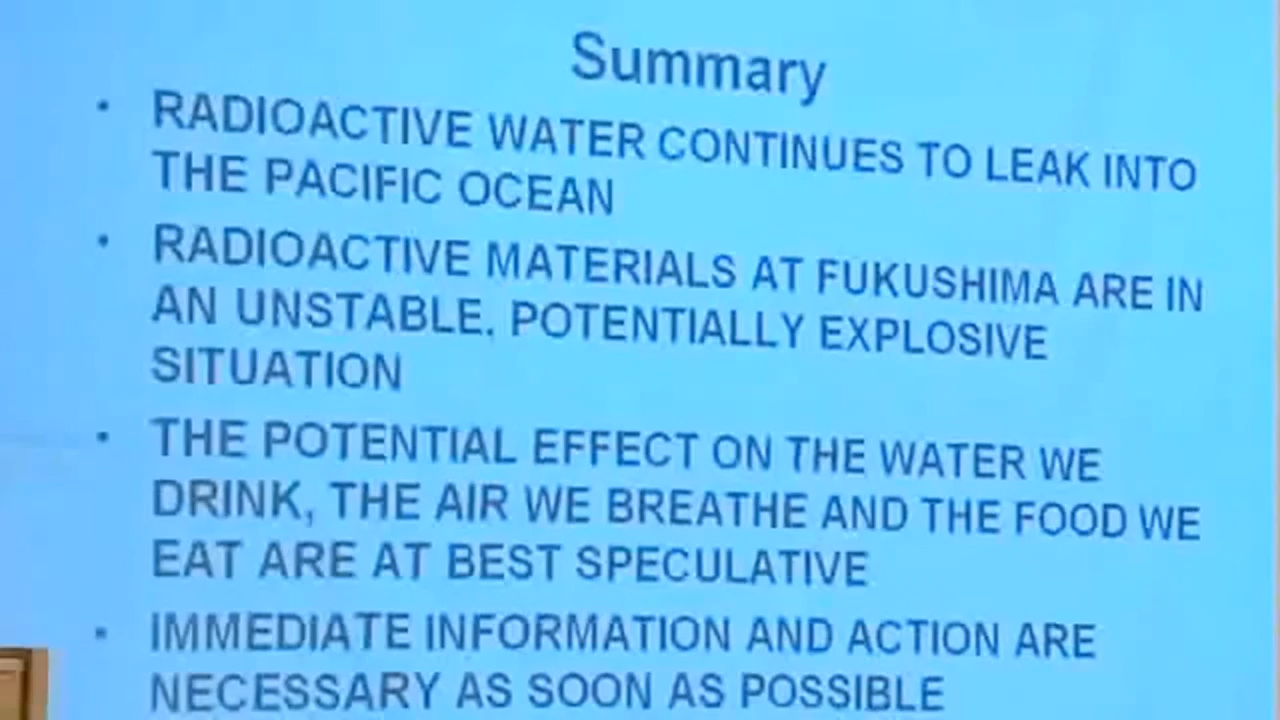 Summary
• RADIOACTIVE WATER CONTINUES TO LEAK INTO
THE PACIFIC OCEAN
• RADIOACTIVE MATERIALS AT FUKUSHIMA ARE IN
AN UNSTABLE, POTENTIALLY EXPLOSIVE
SITUATION
• THE POTENTIAL EFFECT ON THE WATER WE
DRINK, THE AIR WE BREATHE AND THE FOOD WE
EAT ARE AT BEST SPECULATIVE
• IMMEDIATE INFORMATION AND ACTION ARE
NECESSARY AS SOON AS POSSIBLE